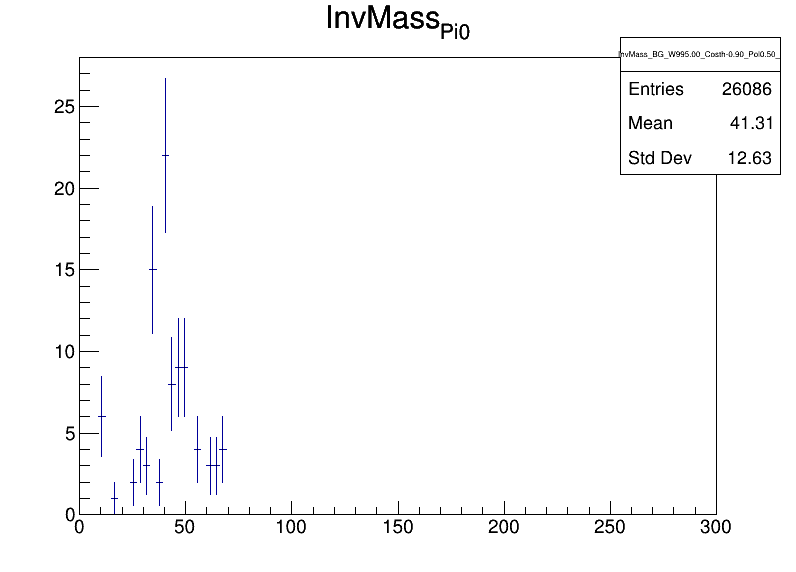 InvMass_Pi0
InvMass_BG_W995.00_Costh-0.90_Pol0.50_
Entries 26086
Mean 41.31
Std Dev 12.63
25
20
15
10
5
0
0 50 100 150 200 250 300